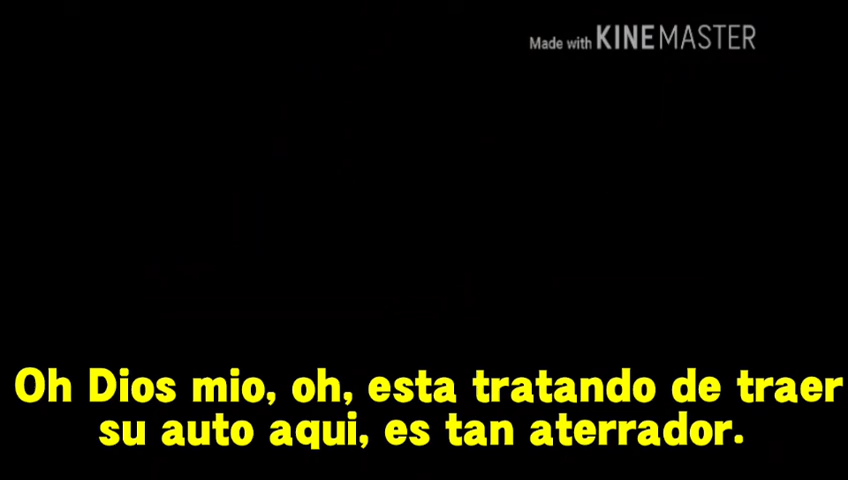 Made with KINEMASTER
Oh Dios mio, oh, esta tratando de traer
su auto aqui, es tan aterrador.